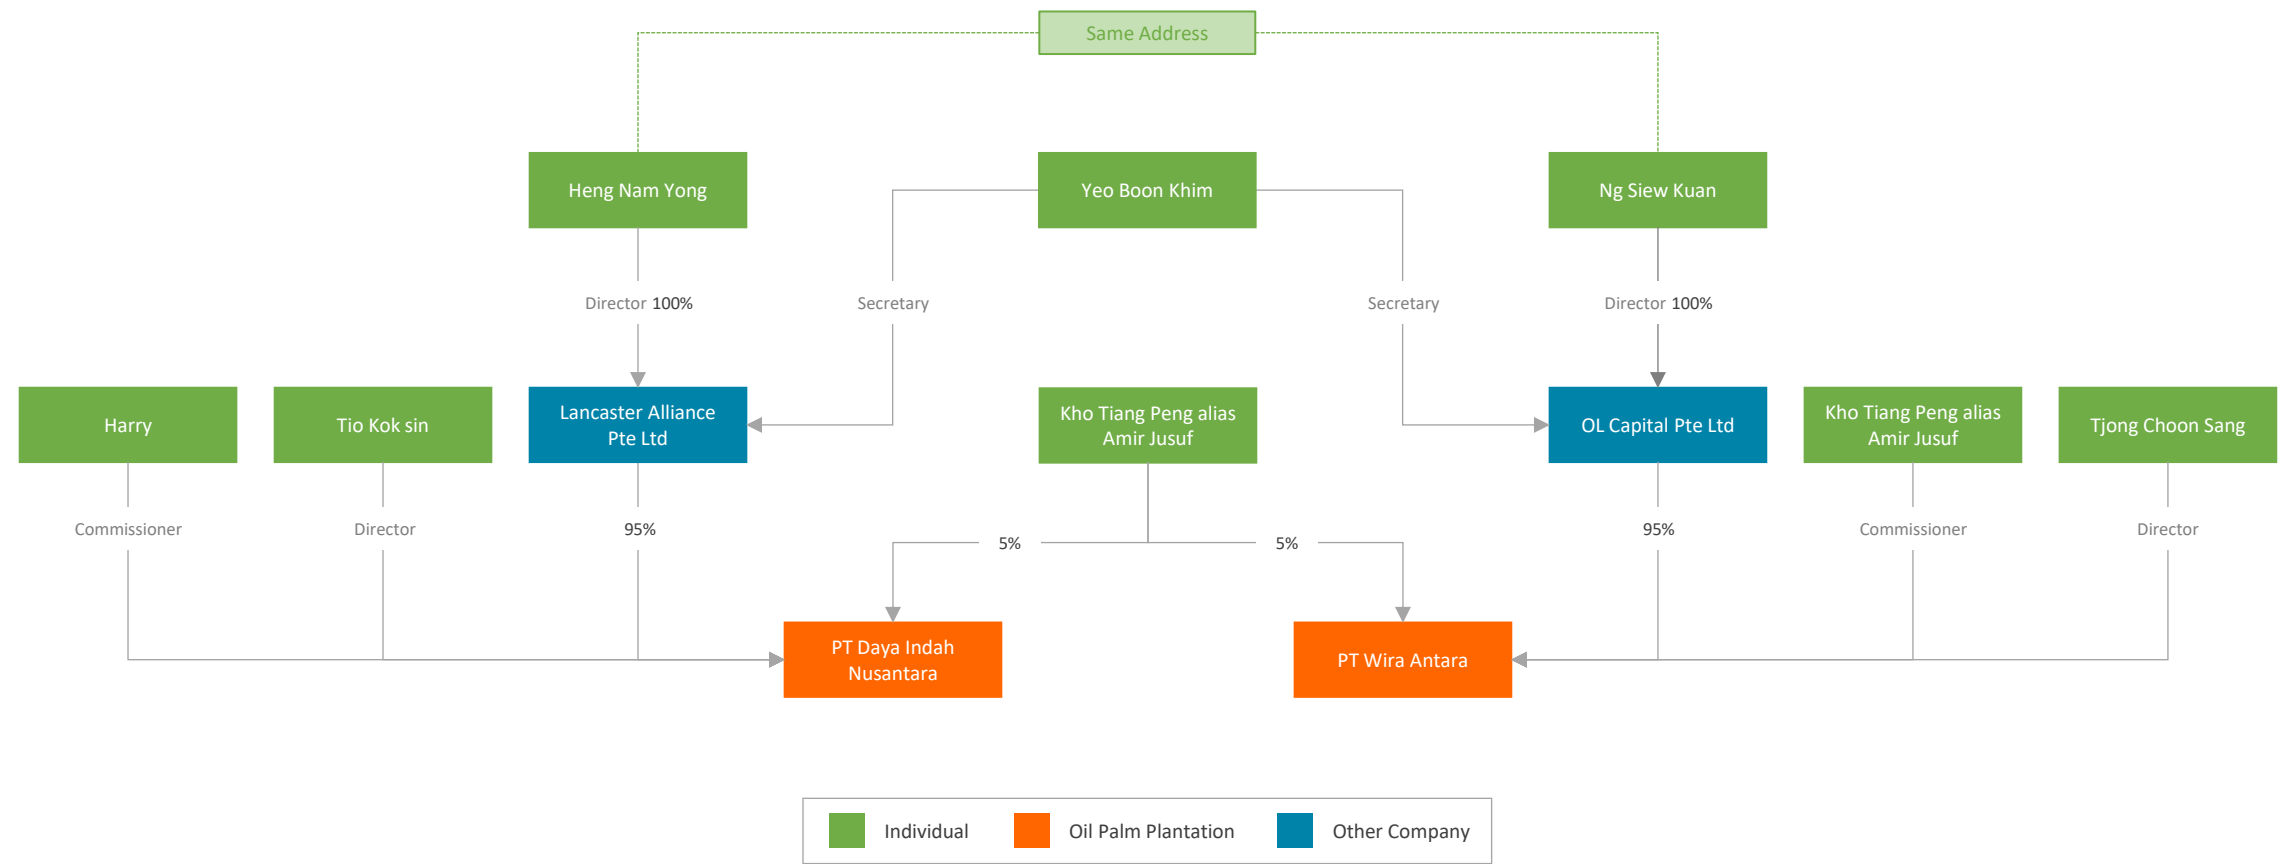 Same Address
Heng Nam Yong
Yeo Boon Khim
Ng Siew Kuan
Director 100%
Secretary
Secretary
Director 100%
Harry
Tio Kok sin
Lancaster Alliance
Pte Ltd
Kho Tiang Peng alias
Amir Jusuf
OL Capital Pte Ltd
Kho Tiang Peng alias
Amir Jusuf
Tjong Choon Sang
Commissioner
Director
95%
5%
5%
95%
Commissioner
Director
PT Daya Indah
Nusantara
PT Wira Antara
Individual
Oil Palm Plantation
Other Company